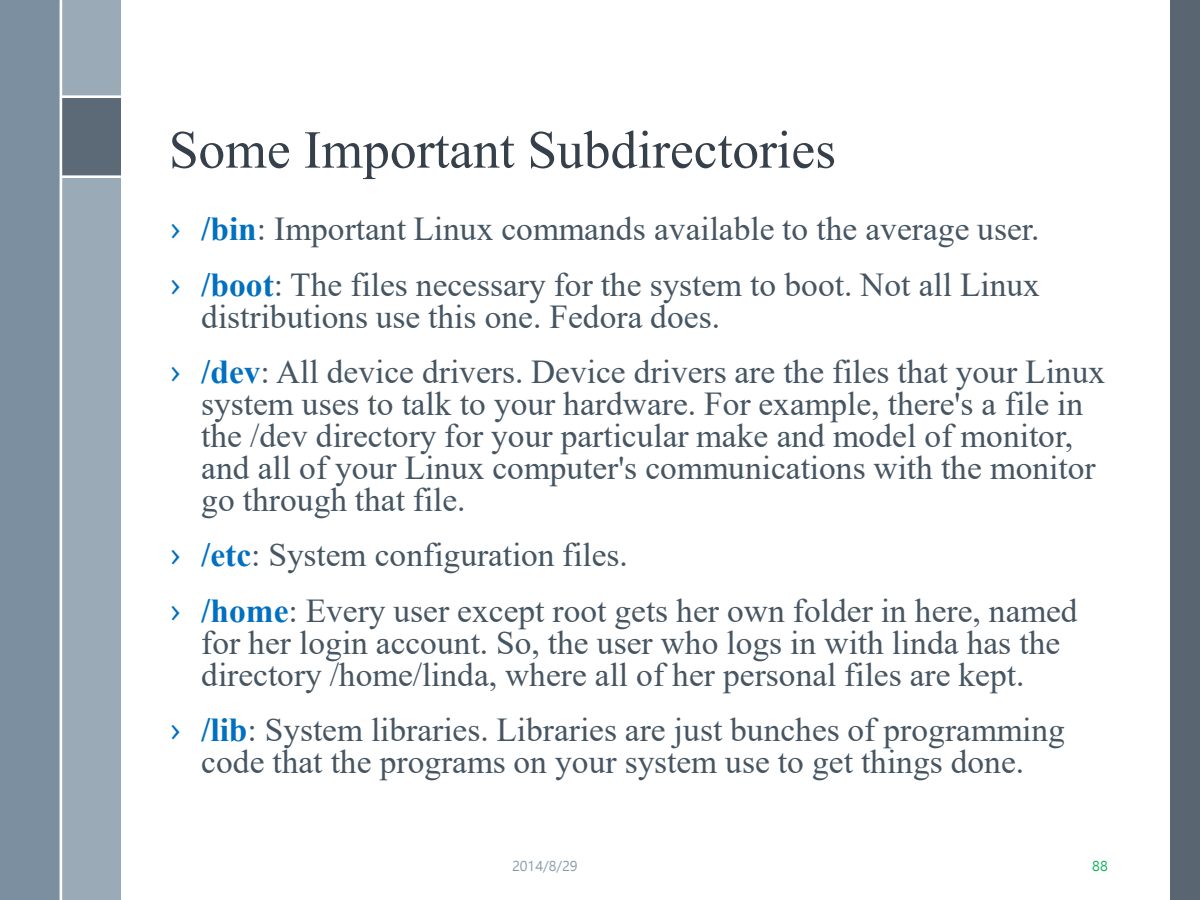 Some Important Subdirectories
› /bin: Important Linux commands available to the average user.
› /boot: The files necessary for the system to boot. Not all Linux
distributions use this one. Fedora does.
› /dev: All device drivers. Device drivers are the files that your Linux
system uses to talk to your hardware. For example, there's a file in
the /dev directory for your particular make and model of monitor,
and all of your Linux computer's communications with the monitor
go through that file.
› /etc: System configuration files.
› /home: Every user except root gets her own folder in here, named
for her login account. So, the user who logs in with linda has the
directory /home/linda, where all of her personal files are kept.
› /lib: System libraries. Libraries are just bunches of programming
code that the programs on your system use to get things done.
2014/8/29
88